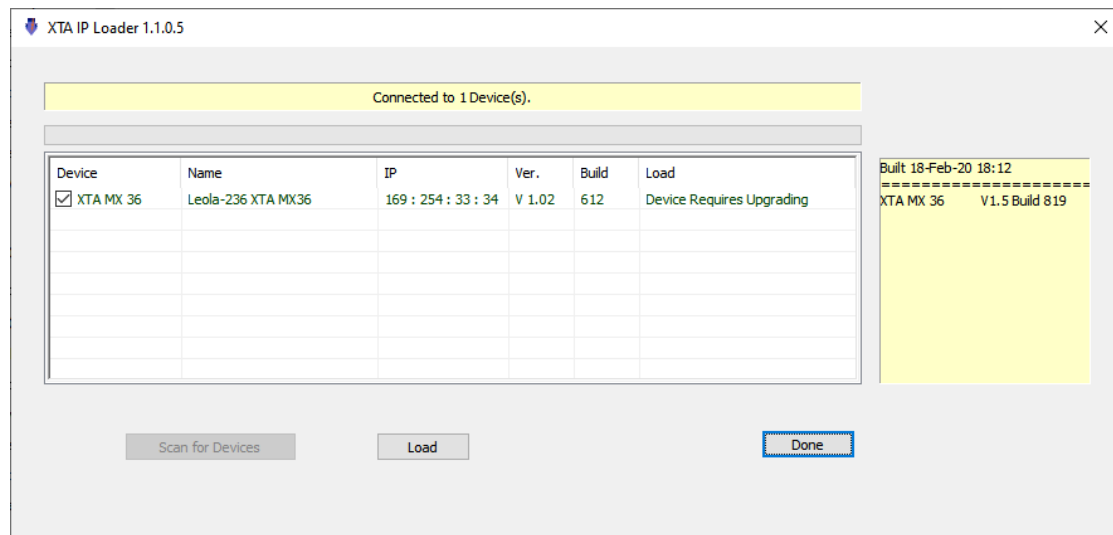 XTA IP Loader 1.1.0.5
Connected to 1 Device(s).
Device Name IP Ver. Build Load
XTA MX 36 Leola-236 XTA MX36 169 : 254 : 33 : 34 V 1.02 612 Device Requires Upgrading
Built 18-Feb-20 18:12
======================
XTA MX 36 V1.5 Build 819
Scan for Devices Load Done